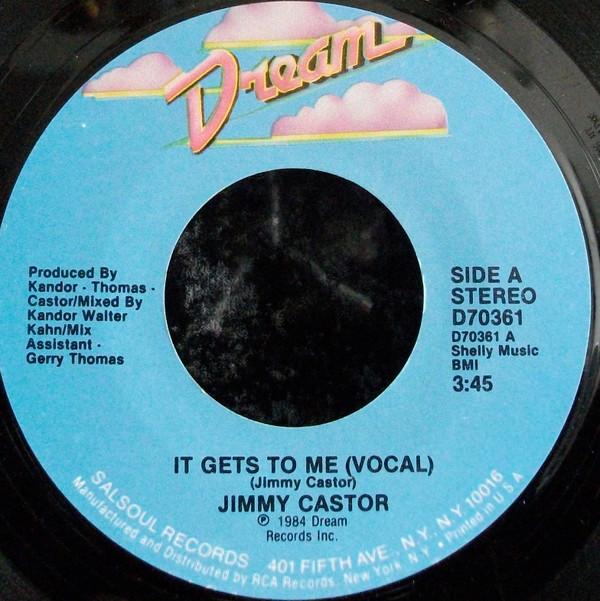 Dream
Produced By
Kandor - Thomas -
Castor/Mixed By
Kandor Walter
Kahn/Mix
Assistant -
Gerry Thomas
SIDE A
STEREO
D70361
D70361 A
Shelly Music
BMI
3:45
IT GETS TO ME (VOCAL)
(Jimmy Castor)
JIMMY CASTOR
℗ 1984 Dream
Records Inc.
SALSOUL RECORDS 401 FIFTH AVE., N.Y. N.Y 10016
Manufactured and Distributed by RCA Records, New York, N.Y. • Printed in U S A